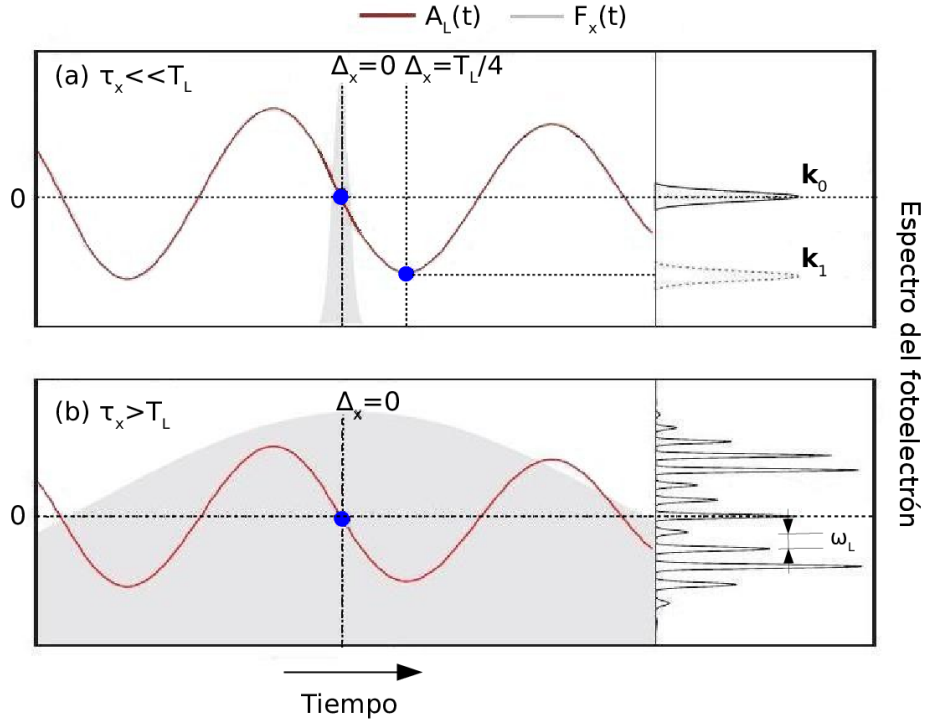 A_L(t) F_x(t)
(a) τ_x<<T_L
Δ_x=0 Δ_x=T_L/4
0
k_0
k_1
(b) τ_x>T_L
Δ_x=0
0
ω_L
Espectro del fotoelectrón
Tiempo